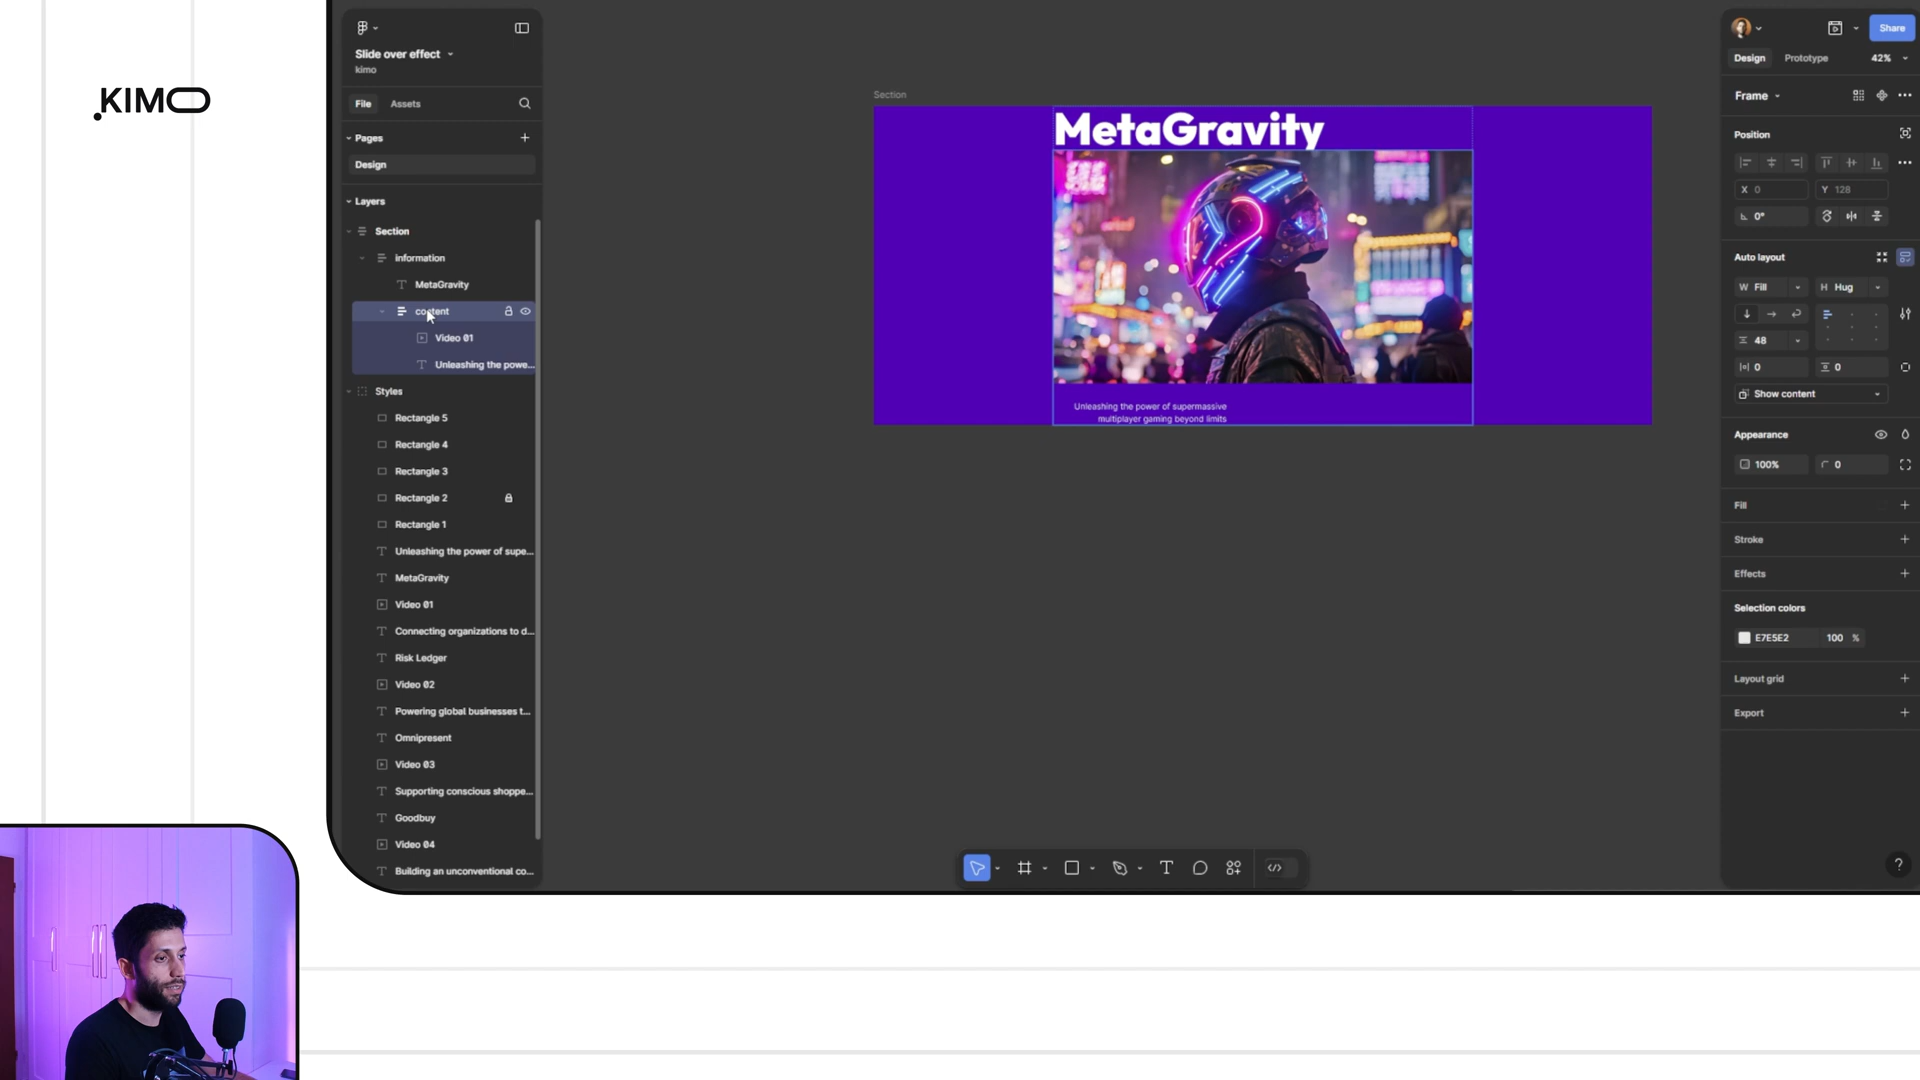 KIMO
Slide over effect
kimo
File
Assets
Pages
Design
Layers
Section
information
MetaGravity
content
Video 01
Unleashing the powe...
Styles
Rectangle 5
Rectangle 4
Rectangle 3
Rectangle 2
Rectangle 1
Unleashing the power of supe...
MetaGravity
Video 01
Connecting organizations to d...
Risk Ledger
Video 02
Powering global businesses t...
Omnipresent
Video 03
Supporting conscious shoppe...
Goodbuy
Video 04
Building an unconventional co...
Section
MetaGravity
Unleashing the power of supermassive
multiplayer gaming beyond limits
Share
Design
Prototype
42%
Frame
Position
X 0
Y 128
0°
Auto layout
W Fill
H Hug
48
0
0
Show content
Appearance
100%
0
Fill
Stroke
Effects
Selection colors
E7E5E2
100 %
Layout grid
Export
?